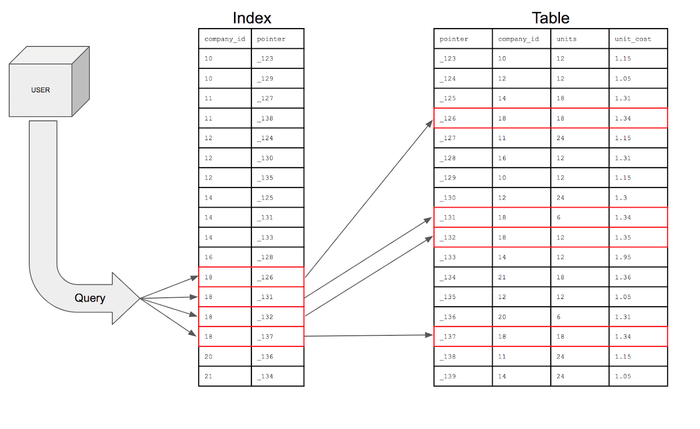 Index
Table
USER
Query
company_id pointer
10 _123
10 _129
11 _127
11 _138
12 _124
12 _130
12 _135
14 _125
14 _131
14 _133
16 _128
18 _126
18 _131
18 _132
18 _137
20 _136
21 _134
pointer company_id units unit_cost
_123 10 12 1.15
_124 12 12 1.05
_125 14 18 1.31
_126 18 18 1.34
_127 11 24 1.15
_128 16 12 1.31
_129 10 12 1.15
_130 12 24 1.3
_131 18 6 1.34
_132 18 12 1.35
_133 14 12 1.95
_134 21 18 1.36
_135 12 12 1.05
_136 20 6 1.31
_137 18 18 1.34
_138 11 24 1.15
_139 14 24 1.05